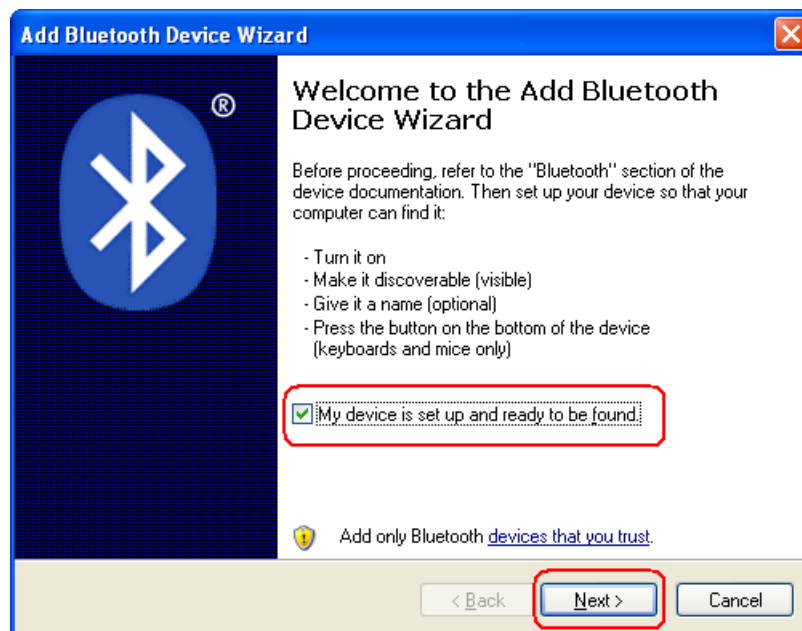 Add Bluetooth Device Wizard
®
Welcome to the Add Bluetooth
Device Wizard
Before proceeding, refer to the "Bluetooth" section of the
device documentation. Then set up your device so that your
computer can find it:
- Turn it on
- Make it discoverable (visible)
- Give it a name (optional)
- Press the button on the bottom of the device
(keyboards and mice only)
My device is set up and ready to be found.
Add only Bluetooth devices that you trust.
< Back Next > Cancel